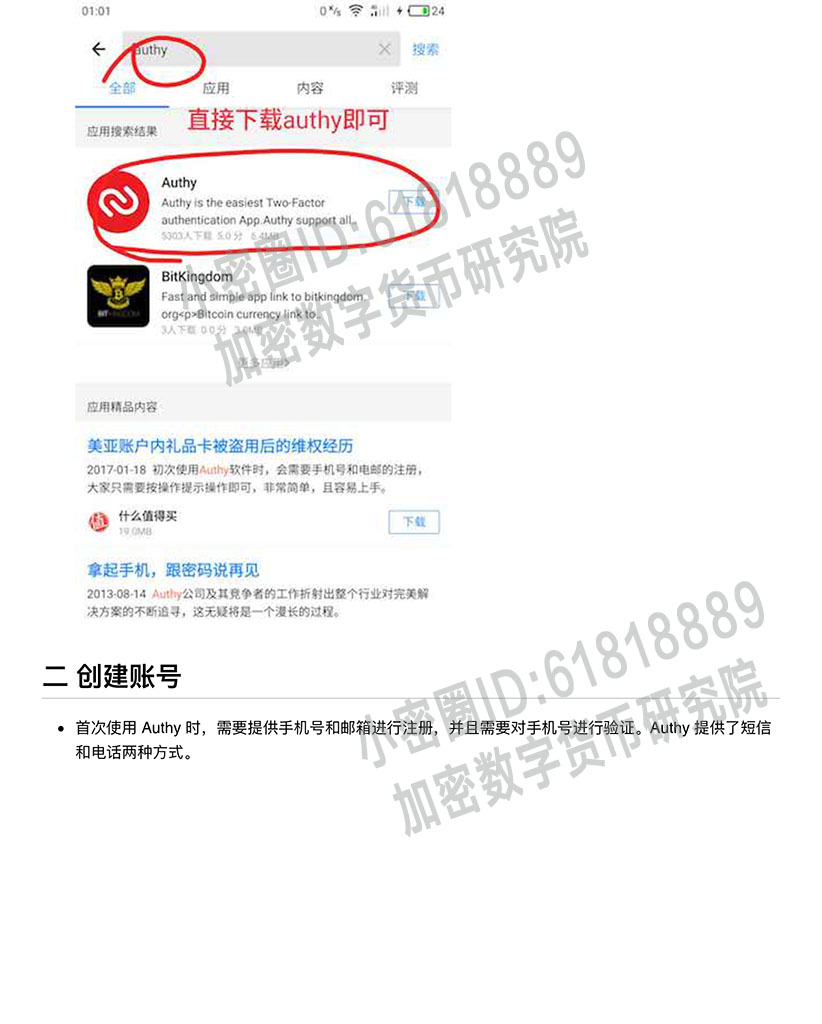 01:01
0 K/s
24
authy
搜索
全部 应用 内容 评测
直接下载authy即可
应用搜索结果
Authy
Authy is the easiest Two-Factor
authentication App.Authy support all..
下载
5303人下载 5.0分 6.4MB
BitKingdom
Fast and simple app link to bitkingdom.
org<p>Bitcoin currency link to..
下载
3人下载 0.0分
更多应用>
应用精品内容
美亚账户内礼品卡被盗用后的维权经历
2017-01-18 初次使用Authy软件时，会需要手机号和电邮的注册，
大家只需要按操作提示操作即可，非常简单，且容易上手。
值
什么值得买
19.0MB
下载
拿起手机，跟密码说再见
2013-08-14 Authy公司及其竞争者的工作折射出整个行业对完美解
决方案的不断追寻，这无疑将是一个漫长的过程。
小密圈ID:61818889
加密数字货币研究院
二 创建账号
• 首次使用 Authy 时，需要提供手机号和邮箱进行注册，并且需要对手机号进行验证。Authy 提供了短信
和电话两种方式。
小密圈ID:61818889
加密数字货币研究院